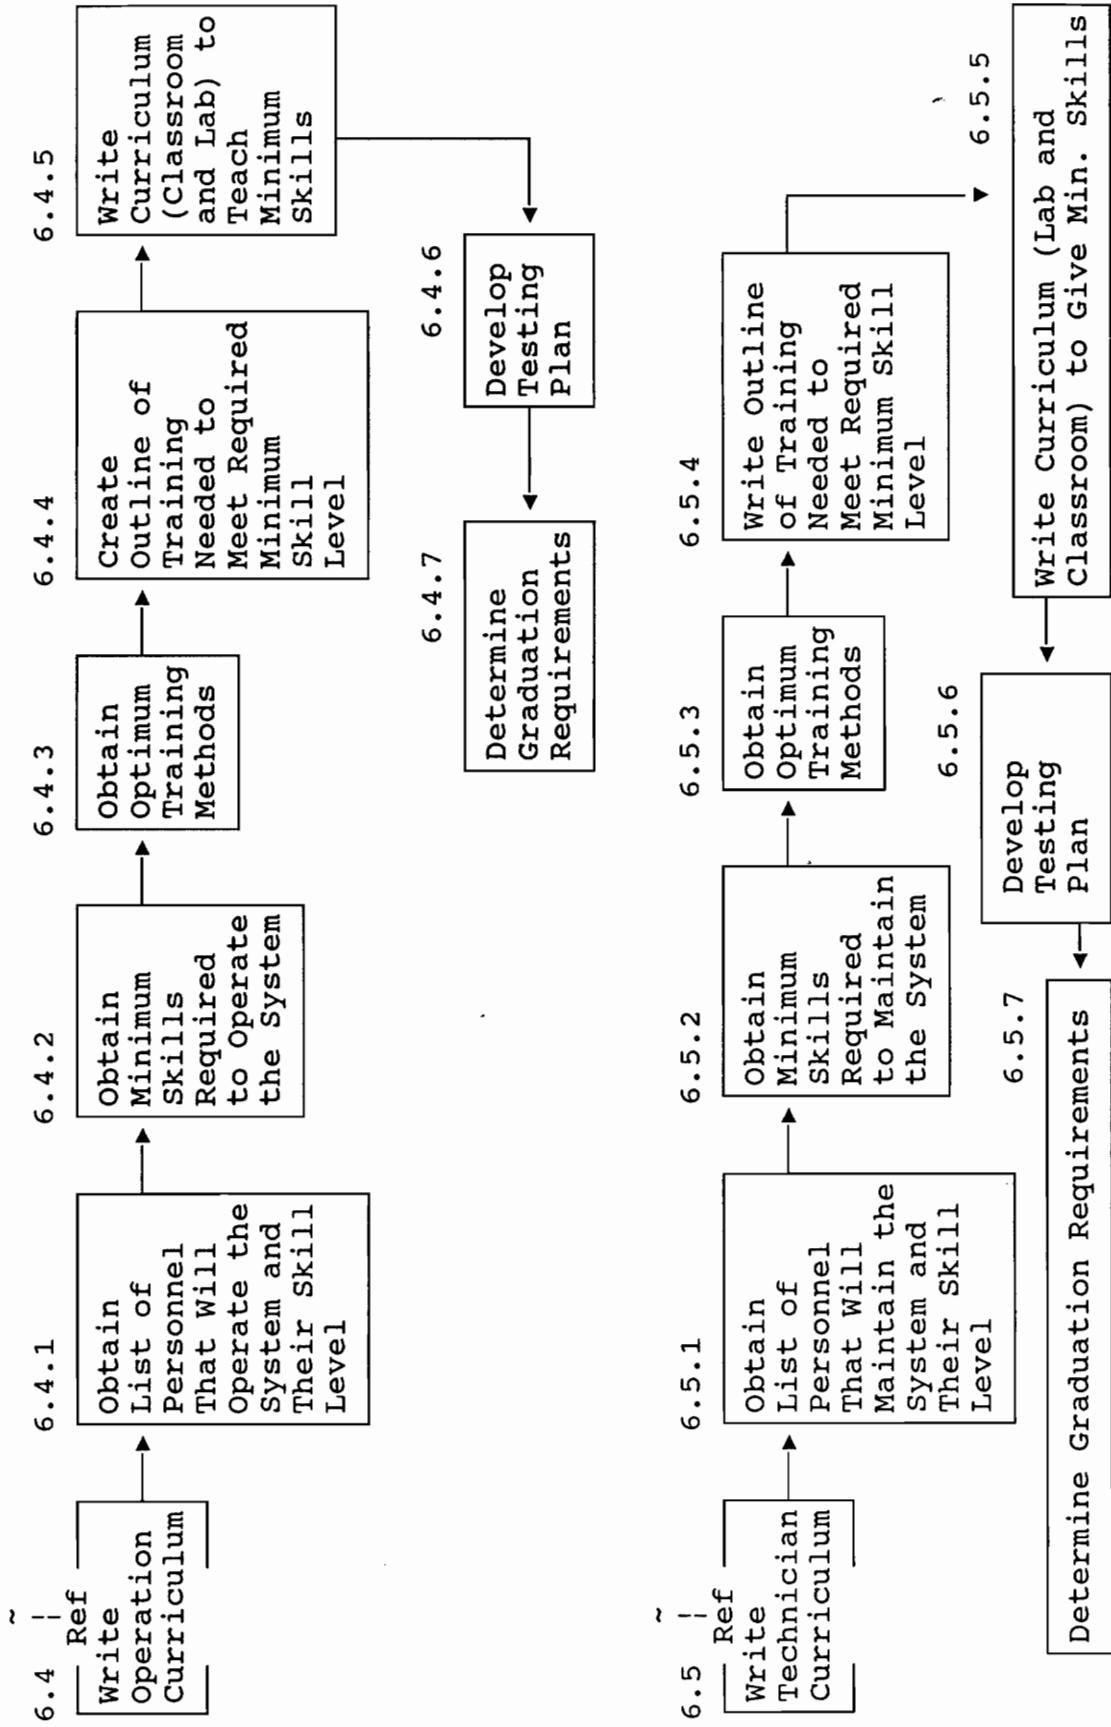 6.4
Ref
Write
Operation
Curriculum
6.4.1
Obtain
List of
Personnel
That Will
Operate the
System and
Their Skill
Level
6.4.2
Obtain
Minimum
Skills
Required
to Operate
the System
6.4.3
Obtain
Optimum
Training
Methods
6.4.4
Create
Outline of
Training
Needed to
Meet Required
Minimum
Skill
Level
6.4.5
Write
Curriculum
(Classroom
and Lab) to
Teach
Minimum
Skills
6.4.6
Develop
Testing
Plan
6.4.7
Determine
Graduation
Requirements
6.5
Ref
Write
Technician
Curriculum
6.5.1
Obtain
List of
Personnel
That Will
Maintain the
System and
Their Skill
Level
6.5.2
Obtain
Minimum
Skills
Required
to Maintain
the System
6.5.3
Obtain
Optimum
Training
Methods
6.5.4
Write Outline
of Training
Needed to
Meet Required
Minimum Skill
Level
6.5.5
Write Curriculum (Lab and
Classroom) to Give Min. Skills
6.5.6
Develop
Testing
Plan
6.5.7
Determine Graduation Requirements